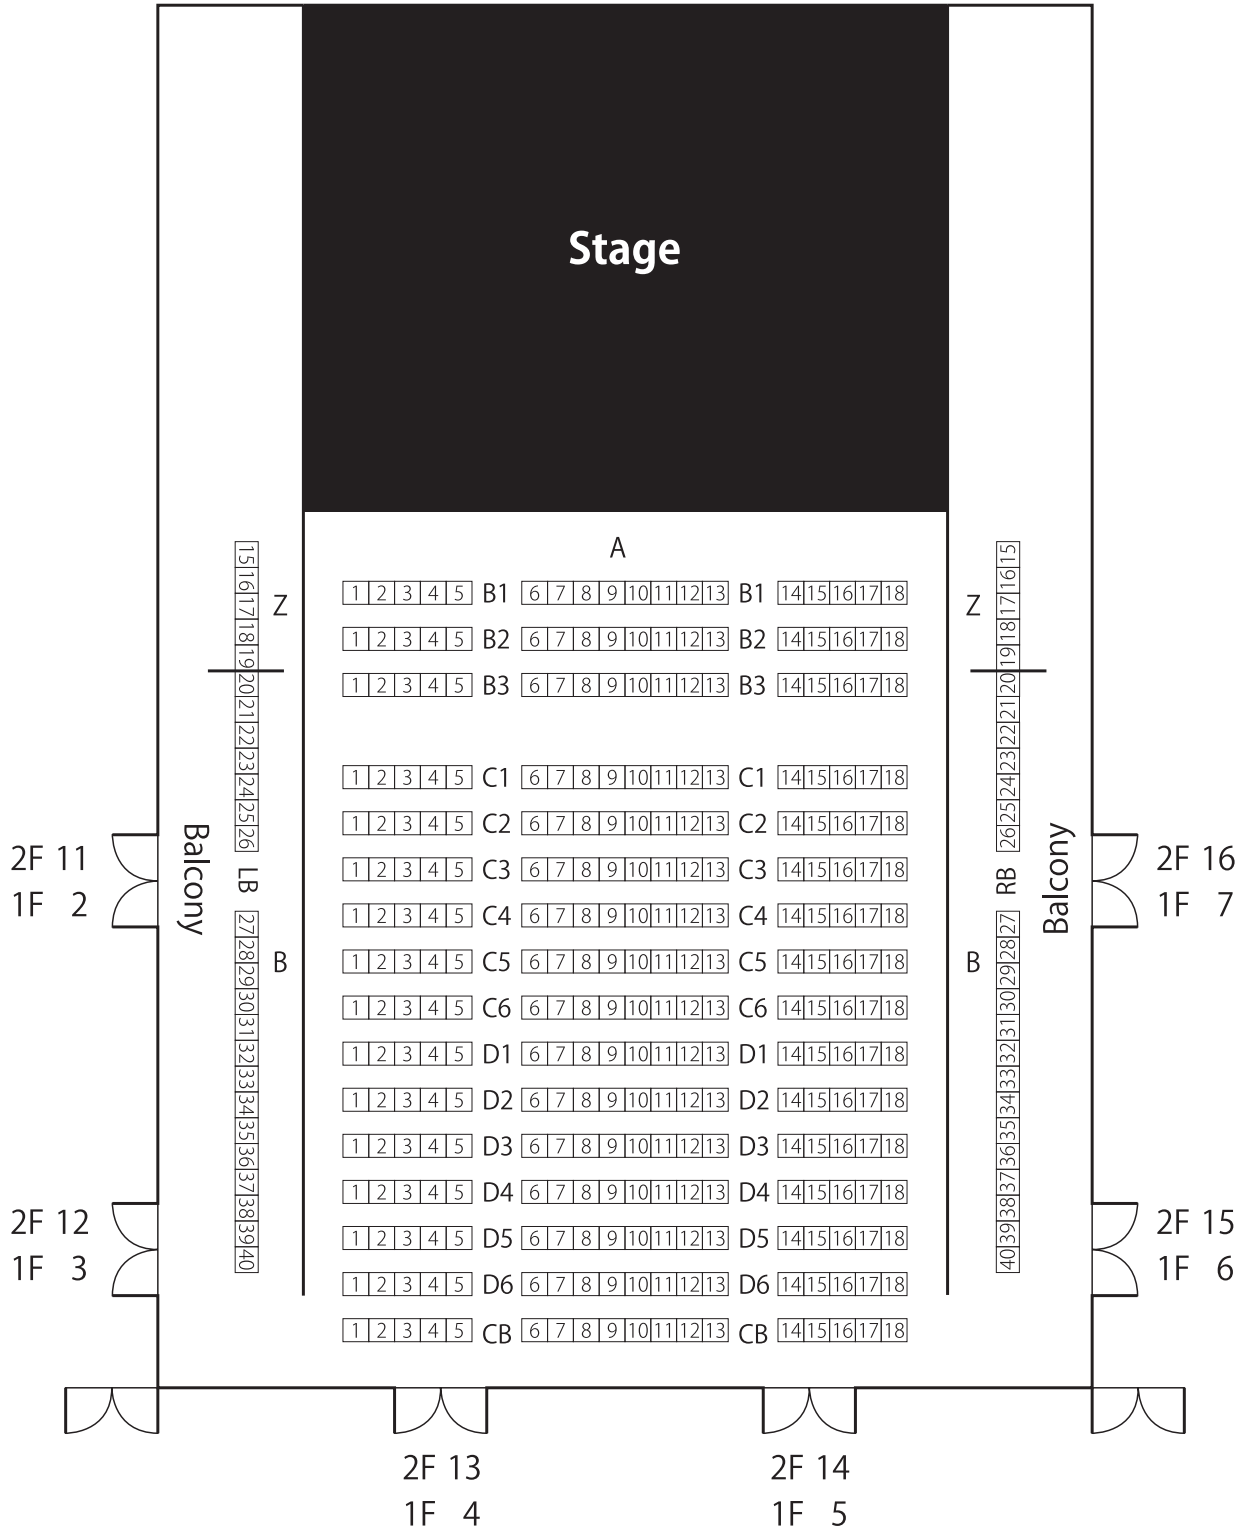 Stage
A
1 2 3 4 5 B1 6 7 8 9 10 11 12 13 B1 14 15 16 17 18
1 2 3 4 5 B2 6 7 8 9 10 11 12 13 B2 14 15 16 17 18
1 2 3 4 5 B3 6 7 8 9 10 11 12 13 B3 14 15 16 17 18
1 2 3 4 5 C1 6 7 8 9 10 11 12 13 C1 14 15 16 17 18
1 2 3 4 5 C2 6 7 8 9 10 11 12 13 C2 14 15 16 17 18
1 2 3 4 5 C3 6 7 8 9 10 11 12 13 C3 14 15 16 17 18
1 2 3 4 5 C4 6 7 8 9 10 11 12 13 C4 14 15 16 17 18
1 2 3 4 5 C5 6 7 8 9 10 11 12 13 C5 14 15 16 17 18
1 2 3 4 5 C6 6 7 8 9 10 11 12 13 C6 14 15 16 17 18
1 2 3 4 5 D1 6 7 8 9 10 11 12 13 D1 14 15 16 17 18
1 2 3 4 5 D2 6 7 8 9 10 11 12 13 D2 14 15 16 17 18
1 2 3 4 5 D3 6 7 8 9 10 11 12 13 D3 14 15 16 17 18
1 2 3 4 5 D4 6 7 8 9 10 11 12 13 D4 14 15 16 17 18
1 2 3 4 5 D5 6 7 8 9 10 11 12 13 D5 14 15 16 17 18
1 2 3 4 5 D6 6 7 8 9 10 11 12 13 D6 14 15 16 17 18
1 2 3 4 5 CB 6 7 8 9 10 11 12 13 CB 14 15 16 17 18
15 16 17 18 19 20 21 22 23 24 25 26 LB 27 28 29 30 31 32 33 34 35 36 37 38 39 40
Z
B
Balcony
40 39 38 37 36 35 34 33 32 31 30 29 28 27 RB 26 25 24 23 22 21 20 19 18 17 16 15
Z
B
Balcony
2F 11
1F 2
2F 12
1F 3
2F 16
1F 7
2F 15
1F 6
2F 13
1F 4
2F 14
1F 5